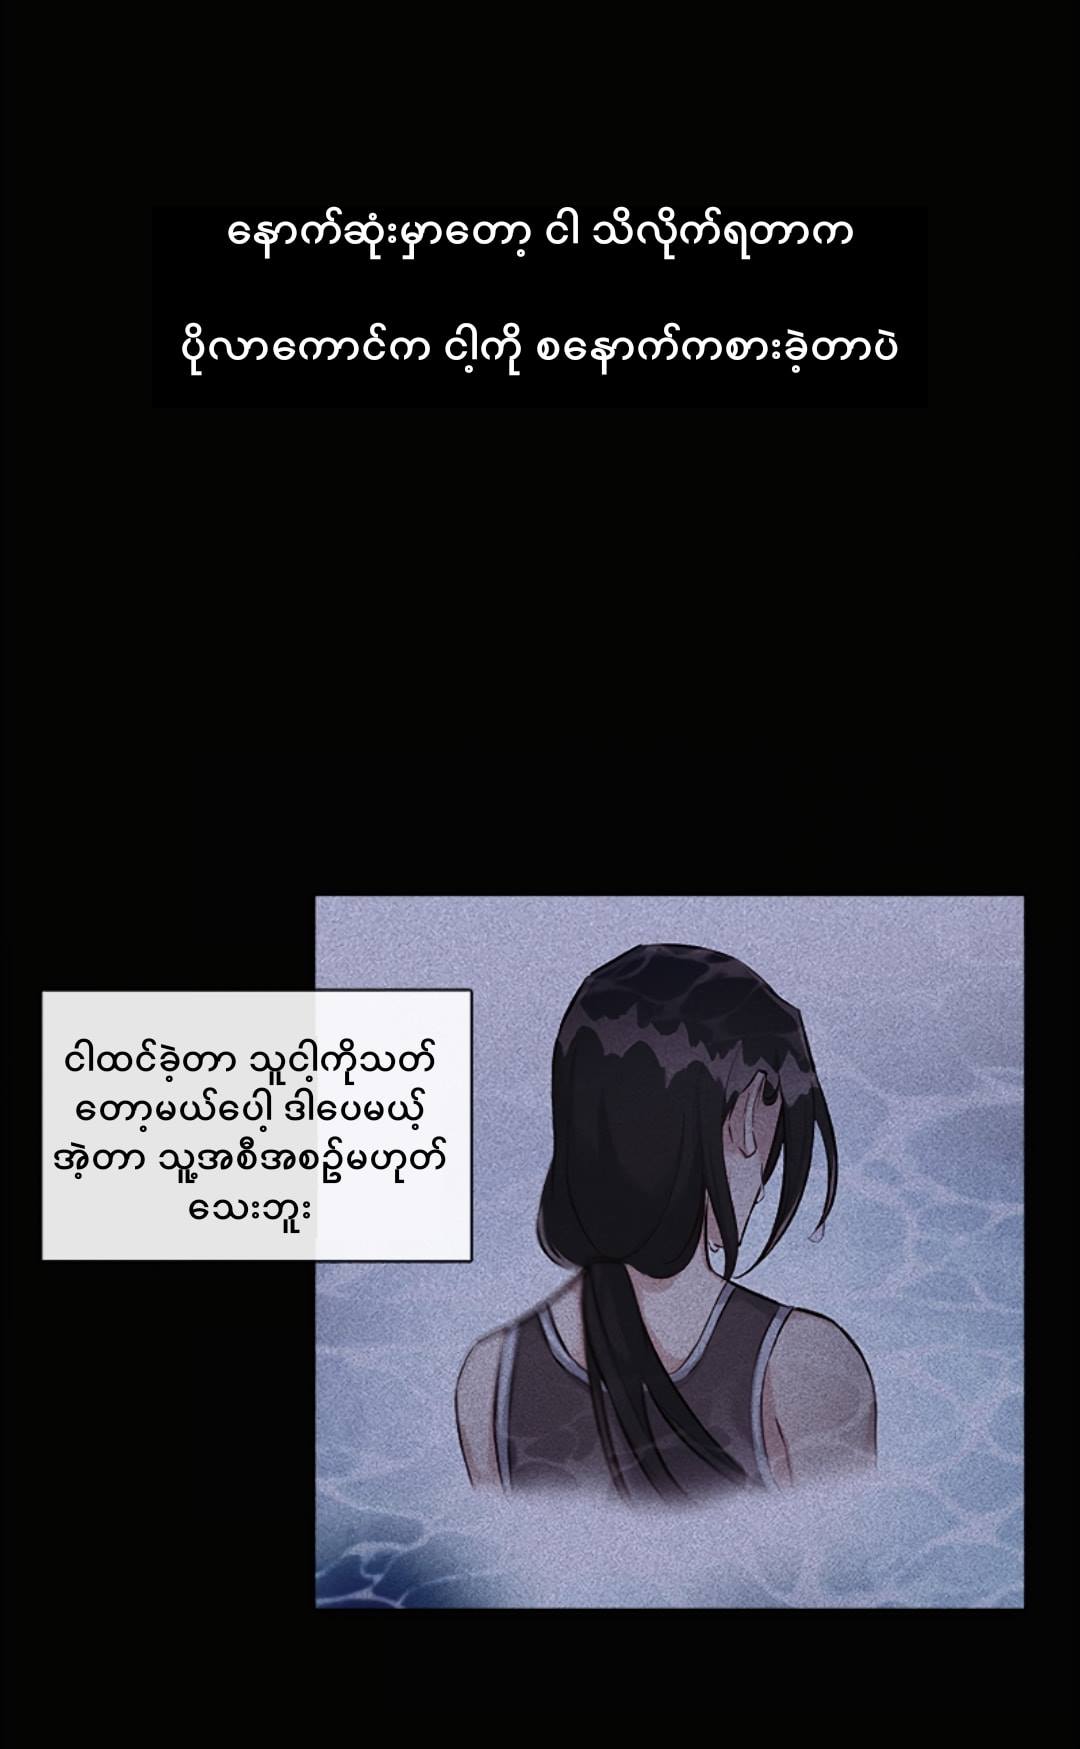 နောက်ဆုံးမှာတော့ ငါ သိလိုက်ရတာက
ပိုလာကောင်က ငါ့ကို စနောက်ကစားခဲ့တာပဲ
ငါထင်ခဲ့တာ သူငါ့ကိုသတ်
တော့မယ်ပေါ့ ဒါပေမယ့်
အဲ့တာ သူ့အစီအစဥ်မဟုတ်
သေးဘူး